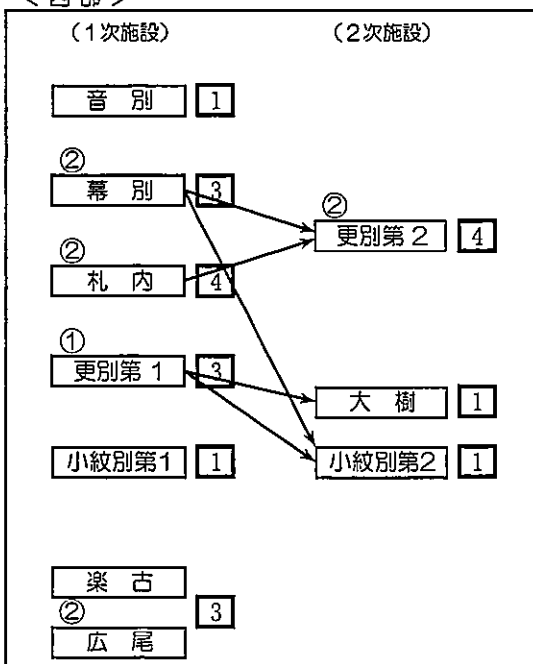 ＜西部＞
（１次施設）　（２次施設）
音　別　1
②
幕　別　3
②
更別第２　4
②
札　内　4
①
更別第１　3
大　樹　1
小紋別第1　1
小紋別第2　1
楽　古
②　3
広　尾